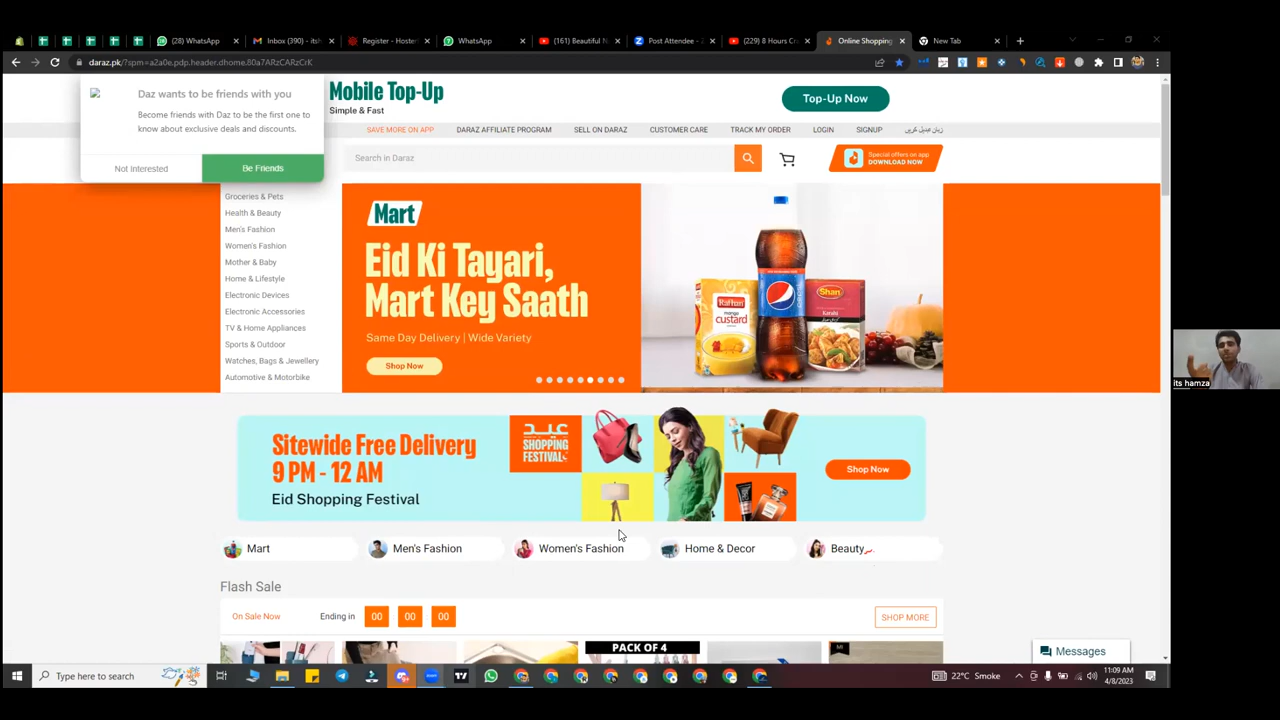 (28) WhatsApp
Inbox (390) - itsh
Register - Hoster
WhatsApp
(161) Beautiful N
Post Attendee - Z
(229) 8 Hours Cr
Online Shopping
New Tab
daraz.pk/?spm=a2a0e.pdp.header.dhome.80a7ARzCARzCrK
Daz wants to be friends with you
Become friends with Daz to be the first one to
know about exclusive deals and discounts.
Not Interested
Be Friends
Mobile Top-Up
Simple & Fast
Top-Up Now
SAVE MORE ON APP
DARAZ AFFILIATE PROGRAM
SELL ON DARAZ
CUSTOMER CARE
TRACK MY ORDER
LOGIN
SIGNUP
زبان تبدیل کریں
Search in Daraz
Special offers on app
DOWNLOAD NOW
Groceries & Pets
Health & Beauty
Men's Fashion
Women's Fashion
Mother & Baby
Home & Lifestyle
Electronic Devices
Electronic Accessories
TV & Home Appliances
Sports & Outdoor
Watches, Bags & Jewellery
Automotive & Motorbike
Mart
Eid Ki Tayari,
Mart Key Saath
Same Day Delivery | Wide Variety
Shop Now
Rafhan
mango
custard
pepsi
Shan
Karahi
its hamza
Sitewide Free Delivery
9 PM - 12 AM
Eid Shopping Festival
عید
SHOPPING
FESTIVAL
Shop Now
Mart
Men's Fashion
Women's Fashion
Home & Decor
Beauty
Flash Sale
On Sale Now
Ending in
00
00
00
SHOP MORE
PACK OF 4
MI
Messages
Type here to search
22°C Smoke
11:09 AM
4/8/2023